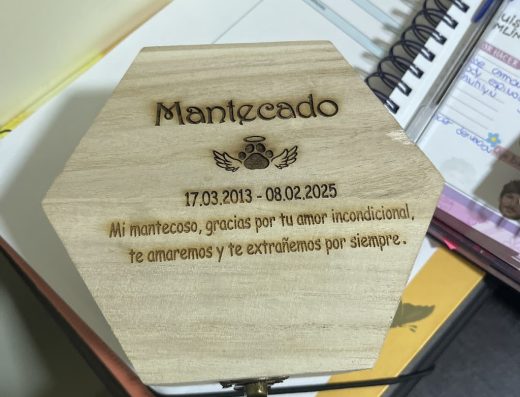 Mantecado
17.03.2013 - 08.02.2025
Mi mantecoso, gracias por tu amor incondicional,
te amaremos y te extrañemos por siempre.